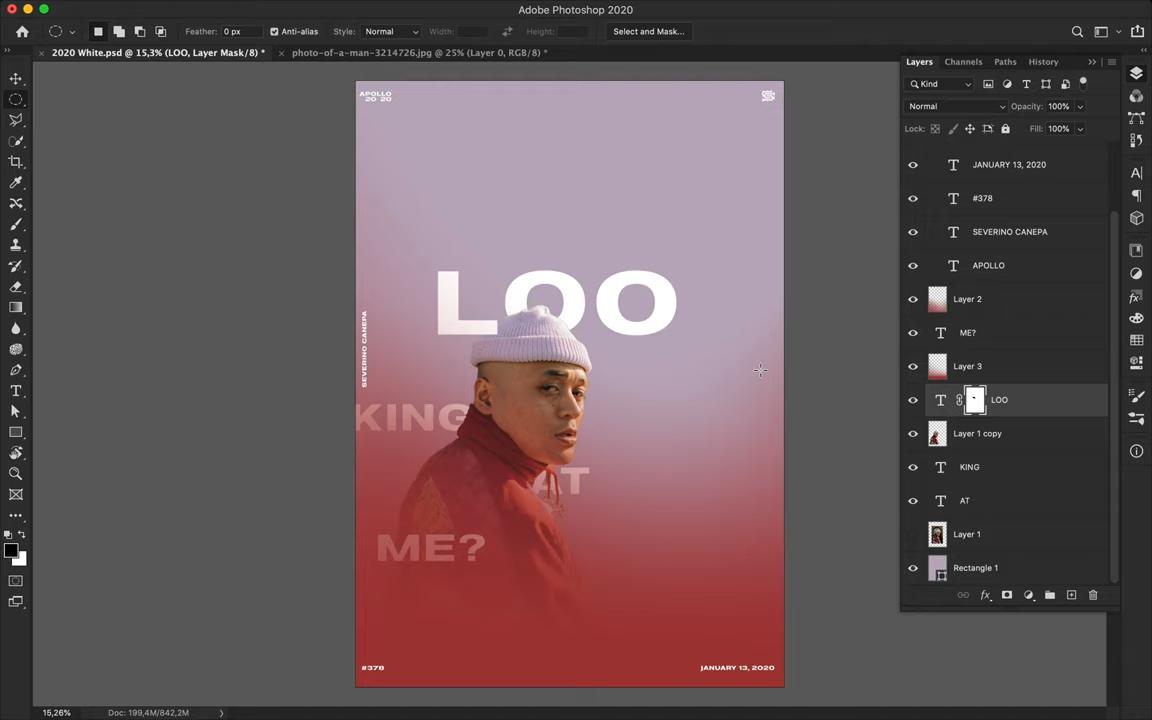 Adobe Photoshop 2020
Feather: 0 px
Anti-alias
Style: Normal
Width:
Height:
Select and Mask...
2020 White.psd @ 15,3% (LOO, Layer Mask/8) *
photo-of-a-man-3214726.jpg @ 25% (Layer 0, RGB/8) *
Layers
Channels
Paths
History
Kind
Normal
Opacity: 100%
Lock:
Fill: 100%
JANUARY 13, 2020
#378
SEVERINO CANEPA
APOLLO
Layer 2
ME?
Layer 3
LOO
Layer 1 copy
KING
AT
Layer 1
Rectangle 1
APOLLO
20 20
LOO
SEVERINO CANEPA
KING
AT
ME?
#378
JANUARY 13, 2020
15,26%
Doc: 199,4M/842,2M